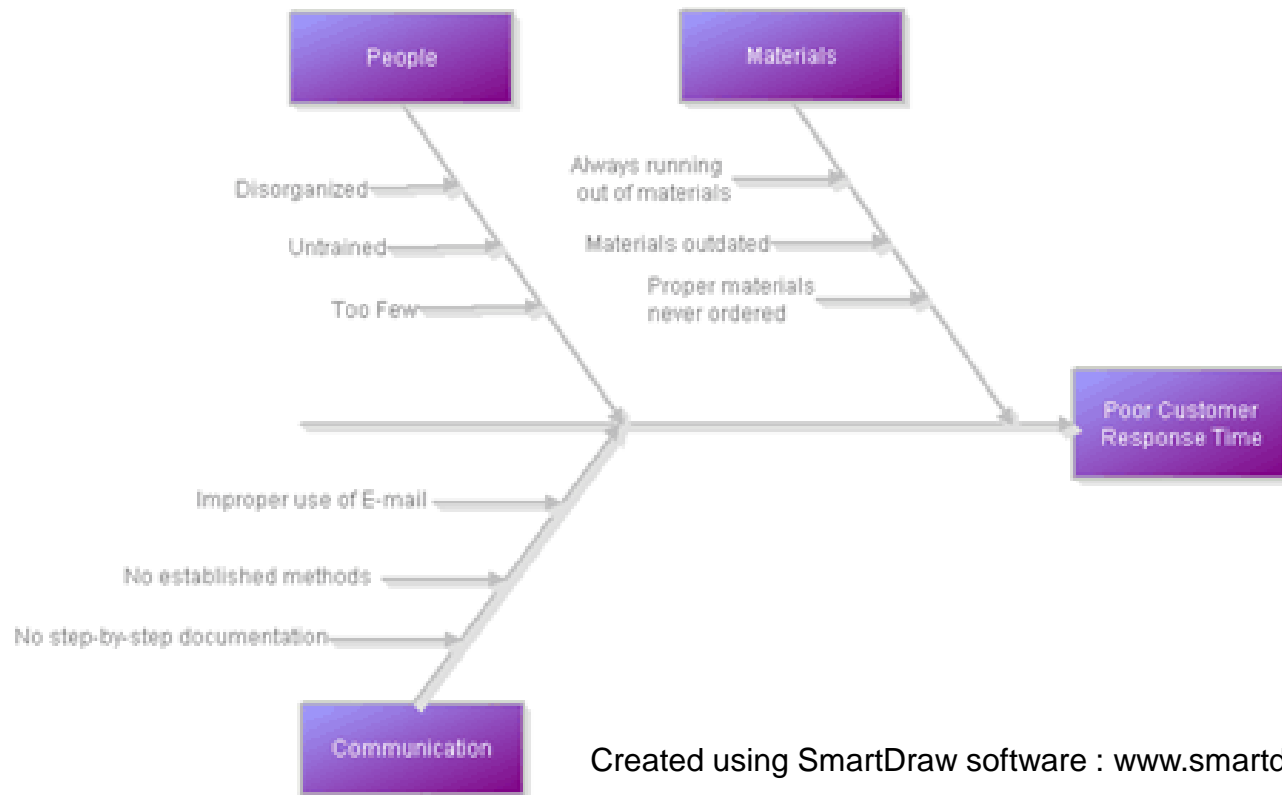 People
Materials
Always running
out of materials
Disorganized
Untrained
Materials outdated
Too Few
Proper materials
never ordered
Poor Customer
Response Time
Improper use of E-mail
No established methods
No step-by-step documentation
Communication
Created using SmartDraw software : www.smartd